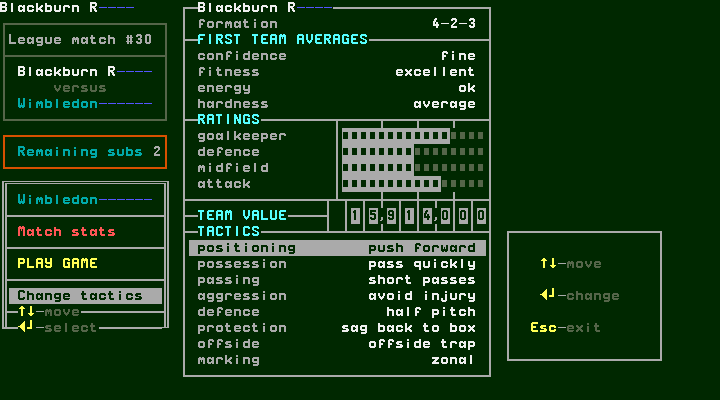 Blackburn R
League match #30
Blackburn R
versus
Wimbledon
Remaining subs 2
Wimbledon
Match stats
PLAY GAME
Change tactics
↑↓—move
↵—select
Blackburn R
formation 4-2-3
FIRST TEAM AVERAGES
confidence fine
fitness excellent
energy ok
hardness average
RATINGS
goalkeeper
defence
midfield
attack
TEAM VALUE 15,914,000
TACTICS
positioning push forward
possession pass quickly
passing short passes
aggression avoid injury
defence half pitch
protection sag back to box
offside offside trap
marking zonal
↑↓—move
↵—change
Esc—exit